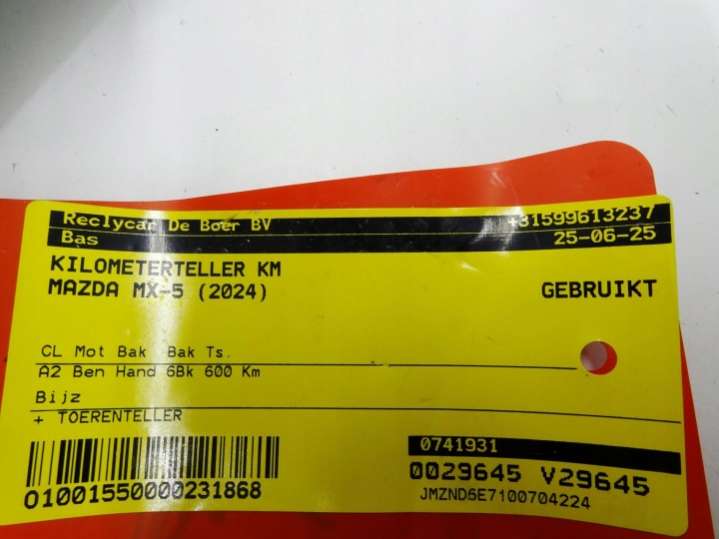 Reclycar De Boer BV +31599613237
Bas 25-06-25
KILOMETERTELLER KM
MAZDA MX-5 (2024) GEBRUIKT
CL Mot Bak Bak Ts.
A2 Ben Hand 6Bk 600 Km
Bijz
+ TOERENTELLER
0741931
0029645 V29645
O1001550000231868
JMZND6E7100704224